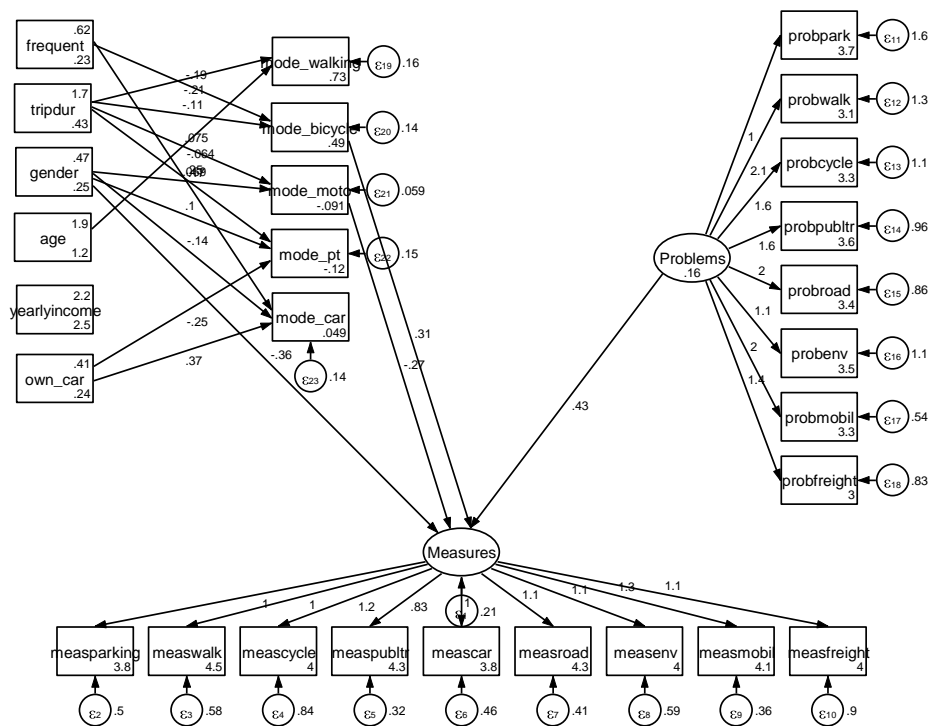 .62
frequent
.23
1.7
tripdur
.43
.47
gender
.25
1.9
age
1.2
2.2
yearlyincome
2.5
.41
own_car
.24
mode_walking
.73
ε19 .16
mode_bicycle
.49
ε20 .14
mode_moto
-.091
ε21 .059
mode_pt
-.12
ε22 .15
mode_car
.049
ε23 .14
-.19
-.21
-.11
.075
-.064
.1
-.14
-.25
.37
-.36
.31
-.27
.43
Problems
.16
1
2.1
1.6
1.6
2
1.1
2
1.4
probpark
3.7
ε11 1.6
probwalk
3.1
ε12 1.3
probcycle
3.3
ε13 1.1
probpubltr
3.6
ε14 .96
probroad
3.4
ε15 .86
probenv
3.5
ε16 1.1
probmobil
3.3
ε17 .54
probfreight
3
ε18 .83
Measures
1
1
1.2
.83
1
.21
1.1
1.1
1.3
1.1
measparking
3.8
measwalk
4.5
meascycle
4
measpubltr
4.3
meascar
3.8
measroad
4.3
measenv
4
measmobil
4.1
measfreight
4
ε2 .5
ε3 .58
ε4 .84
ε5 .32
ε6 .46
ε7 .41
ε8 .59
ε9 .36
ε10 .9